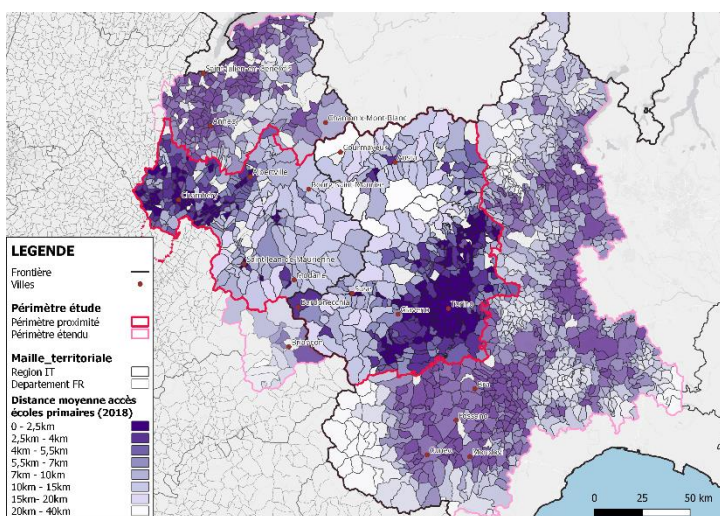 Saint-Julien-en-Genevois
Annecy
Chamonix-Mont-Blanc
Courmayeur
Aosta
Albertville
Bourg-Saint-Maurice
Chambéry
Saint-Jean-de-Maurienne
Modane
Bardonecchia
Susa
Giaveno
Torino
Briançon
Bra
Fossano
Cuneo
Mondovì
LEGENDE
Frontière
Villes
Périmètre étude
Périmètre proximité
Périmètre étendu
Maille_territoriale
Region IT
Departement FR
Distance moyenne accès
écoles primaires (2018)
0 - 2,5km
2,5km - 4km
4km - 5,5km
5,5km - 7km
7km - 10km
10km - 15km
15km- 20km
20km - 40km
0 25 50 km